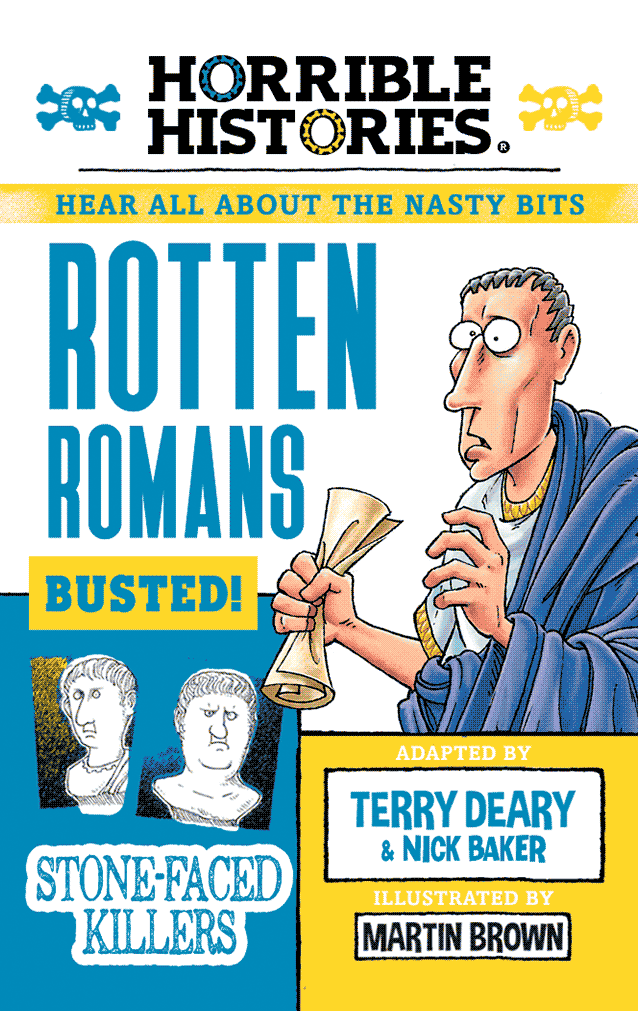 HORRIBLE
HISTORIES®
HEAR ALL ABOUT THE NASTY BITS
ROTTEN
ROMANS
BUSTED!
STONE-FACED
KILLERS
ADAPTED BY
TERRY DEARY
& NICK BAKER
ILLUSTRATED BY
MARTIN BROWN